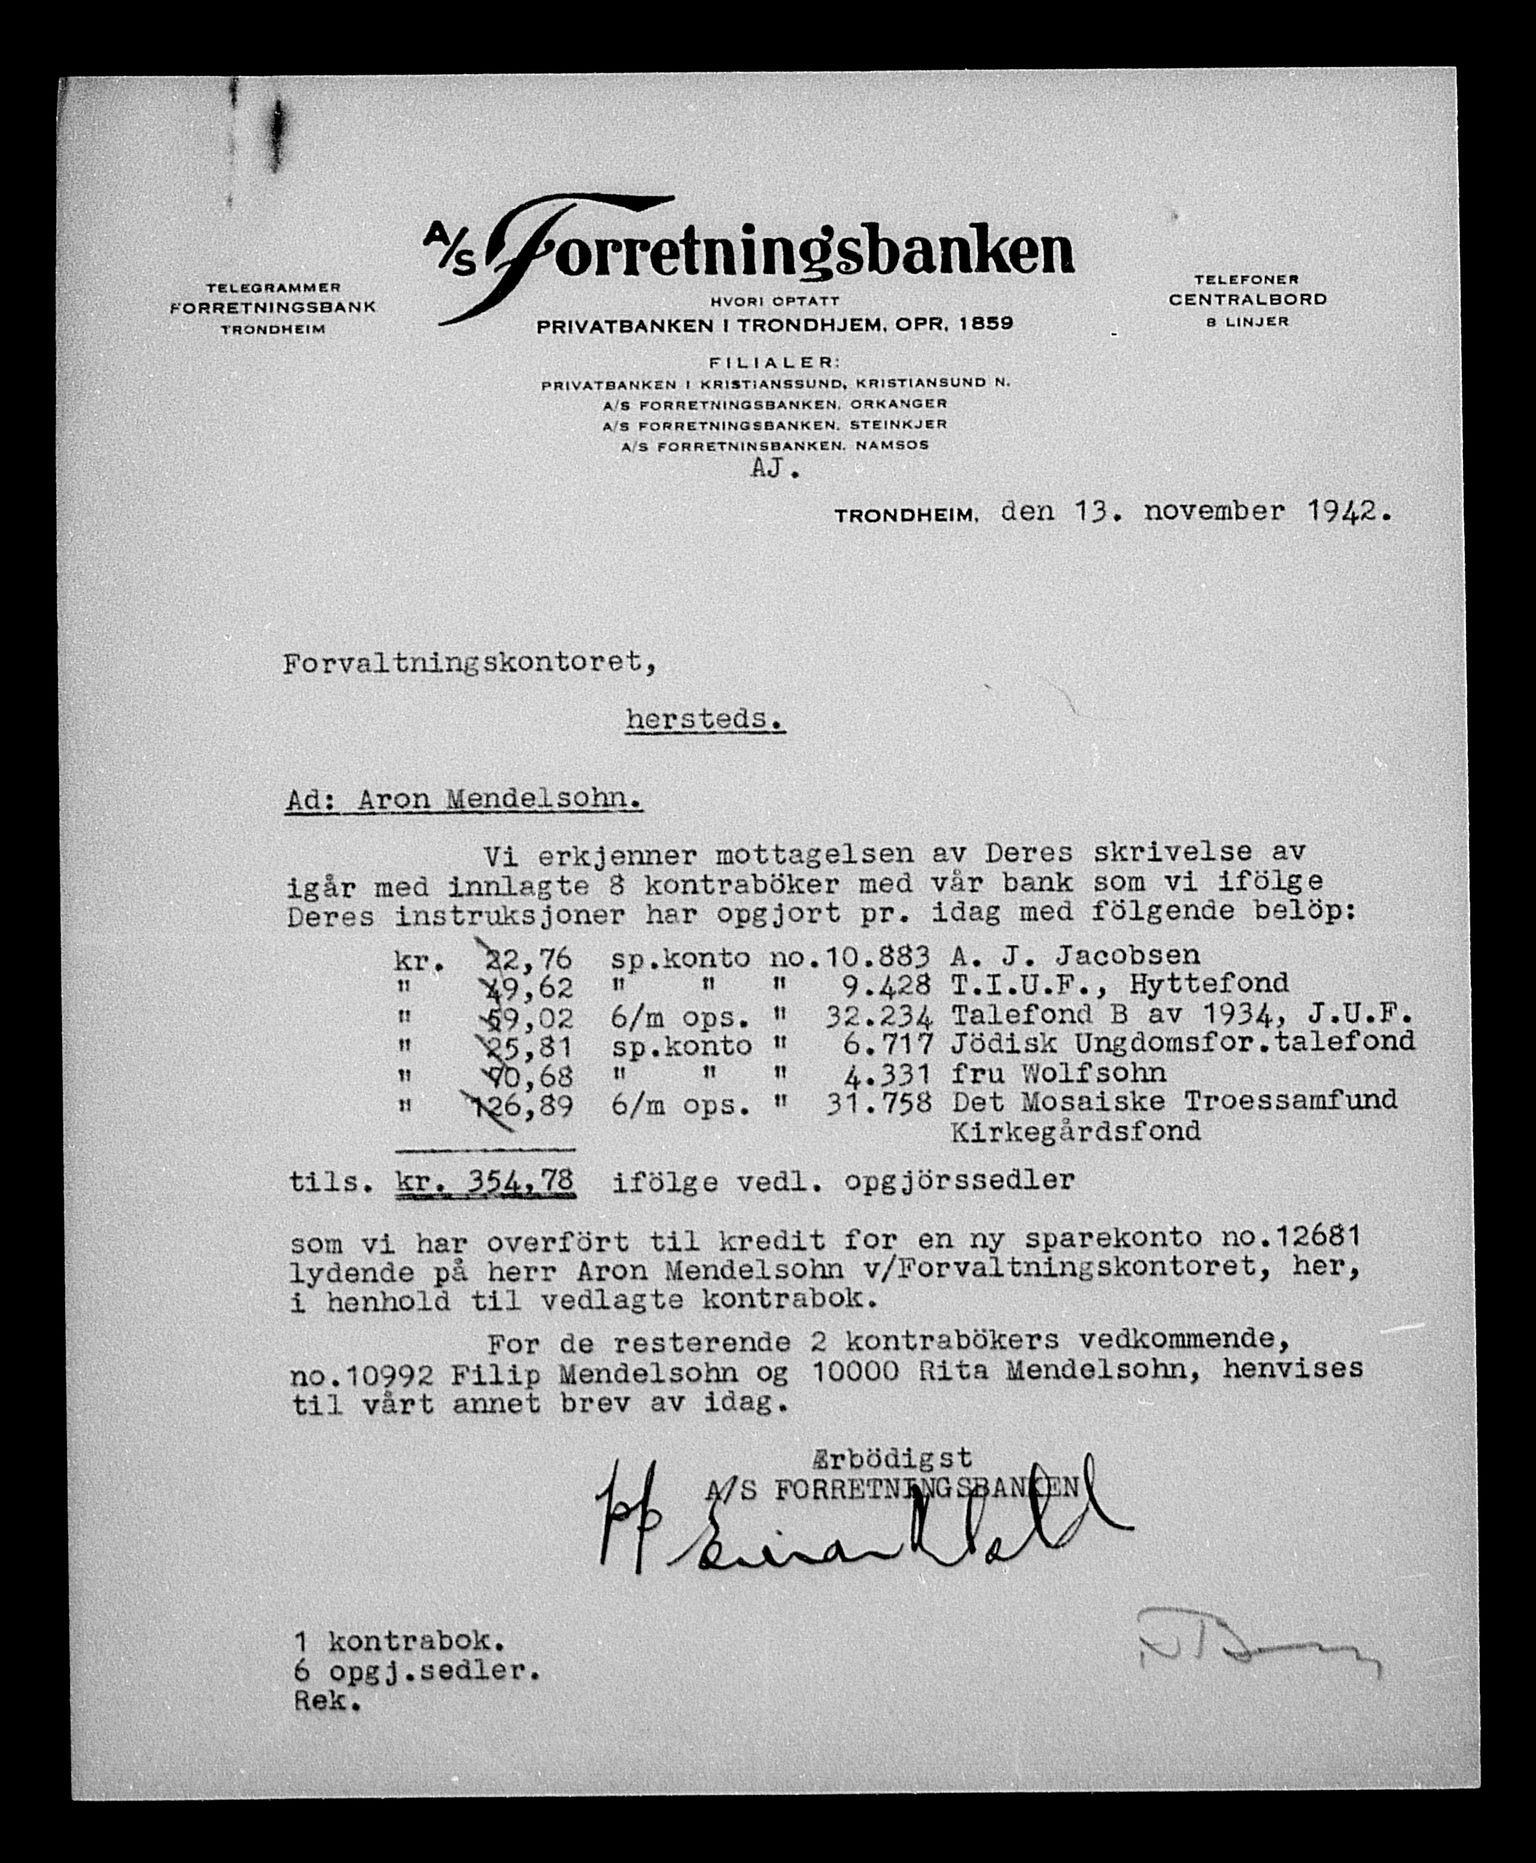 A/S Forretningsbanken
HVORI OPTATT
PRIVATBANKEN I TRONDHJEM, OPR. 1859
TELEGRAMMER
FORRETNINGSBANK
TRONDHEIM
TELEFONER
CENTRALBORD
8 LINJER
FILIALER:
PRIVATBANKEN I KRISTIANSSUND, KRISTIANSUND N.
A/S FORRETNINGSBANKEN, ORKANGER
A/S FORRETNINGSBANKEN, STEINKJER
A/S FORRETNINSBANKEN, NAMSOS
AJ.
TRONDHEIM, den 13. november 1942.
Forvaltningskontoret,
hersteds.
Ad: Aron Mendelsohn.
Vi erkjenner mottagelsen av Deres skrivelse av
igår med innlagte 8 kontraböker med vår bank som vi ifölge
Deres instruksjoner har opgjort pr. idag med fölgende belöp:
kr. 22,76 sp.konto no.10.883 A. J. Jacobsen
" 49,62 " " " 9.428 T.I.U.F., Hyttefond
" 59,02 6/m ops. " 32.234 Talefond B av 1934, J.U.F.
" 25,81 sp.konto " 6.717 Jödisk Ungdomsfor.talefond
" 70,68 " " " 4.331 fru Wolfsohn
" 126,89 6/m ops. " 31.758 Det Mosaiske Troessamfund
Kirkegårdsfond
tils. kr. 354,78 ifölge vedl. opgjörssedler
som vi har overfört til kredit for en ny sparekonto no.12681
lydende på herr Aron Mendelsohn v/Forvaltningskontoret, her,
i henhold til vedlagte kontrabok.
For de resterende 2 kontrabökers vedkommende,
no.10992 Filip Mendelsohn og 10000 Rita Mendelsohn, henvises
til vårt annet brev av idag.
Ærbödigst
A/S FORRETNINGSBANKEN
pp Einar
1 kontrabok.
6 opgj.sedler.
Rek.